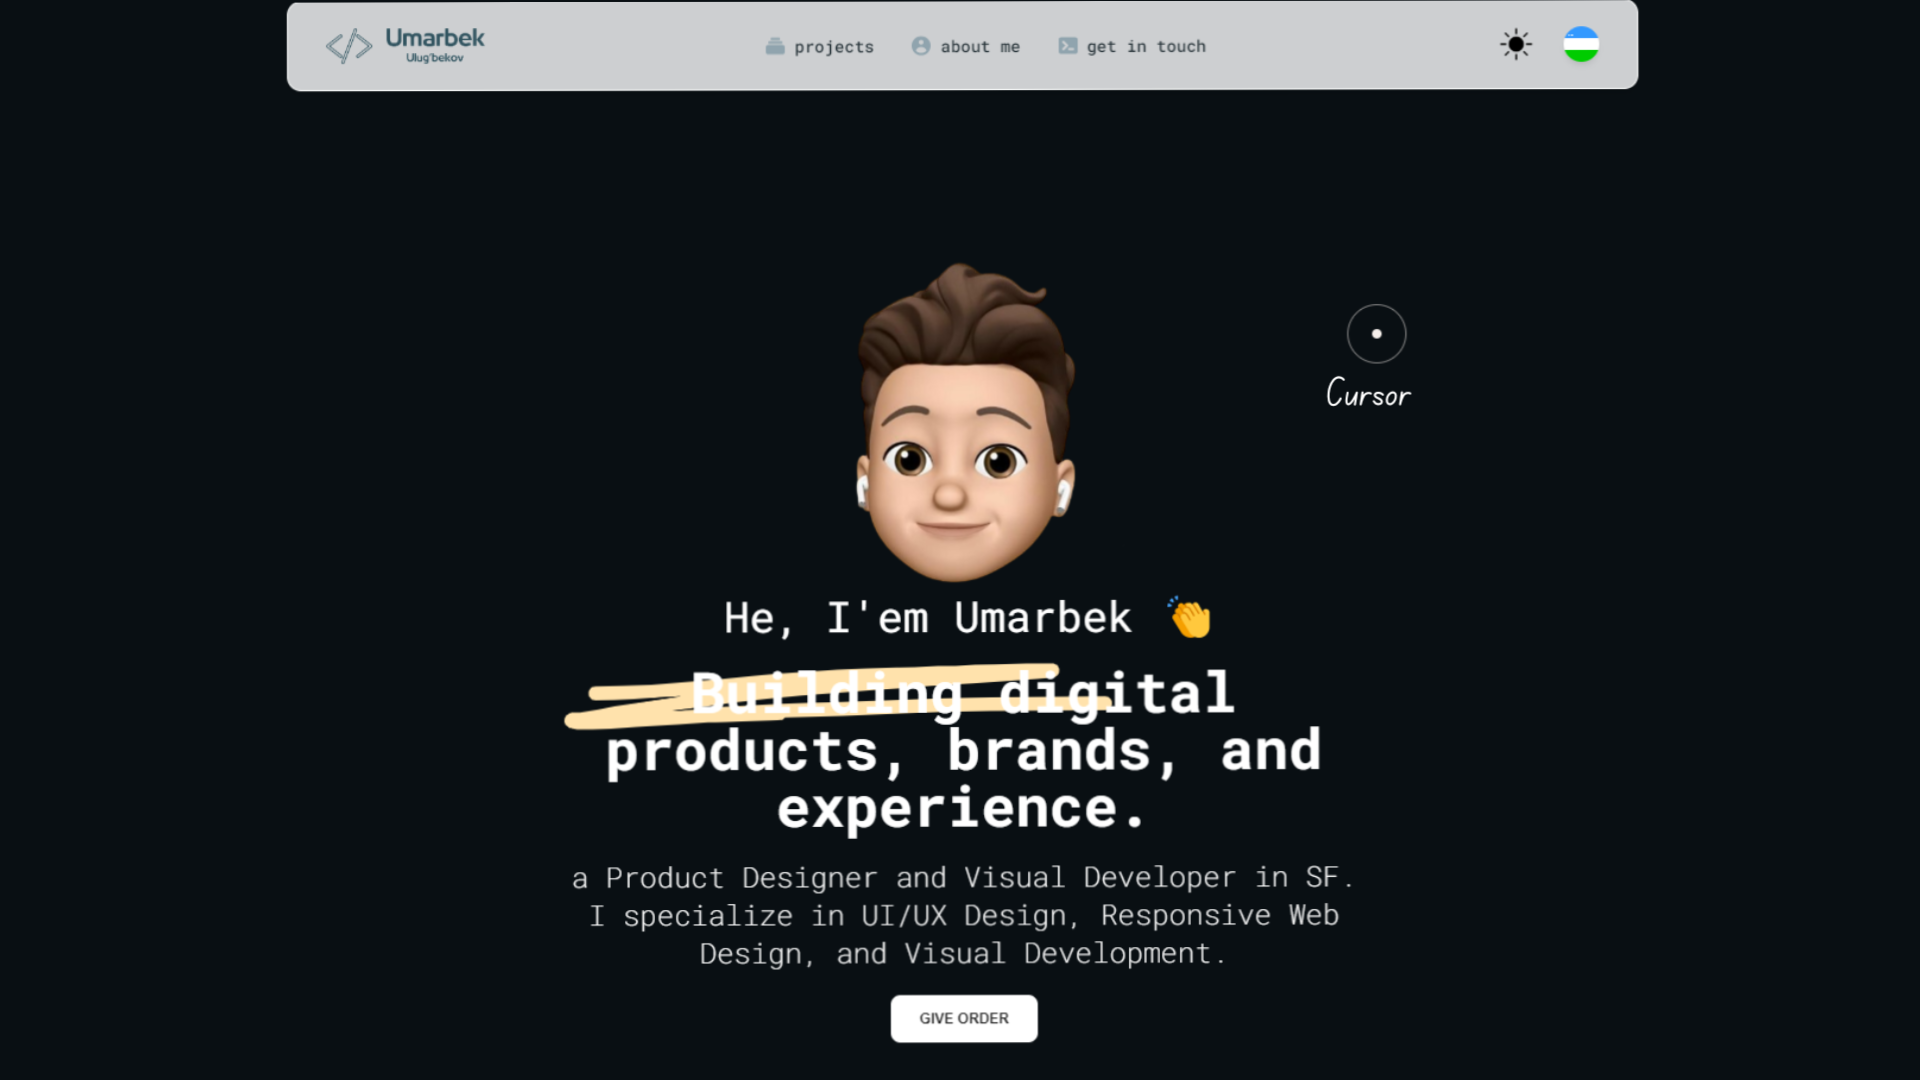 Umarbek
Ulug'bekov
projects
about me
get in touch
Cursor
He, I'em Umarbek 👏
Building digital
products, brands, and
experience.
a Product Designer and Visual Developer in SF.
I specialize in UI/UX Design, Responsive Web
Design, and Visual Development.
GIVE ORDER